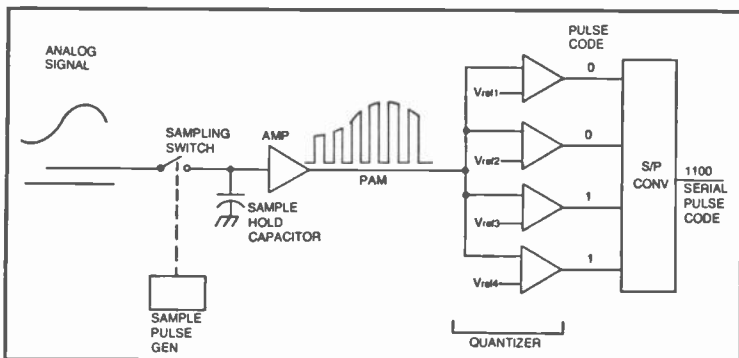 ANALOG
SIGNAL
SAMPLING
SWITCH
AMP
SAMPLE
HOLD
CAPACITOR
SAMPLE
PULSE
GEN
PAM
PULSE
CODE
Vref1
0
Vref2
0
Vref3
1
Vref4
1
QUANTIZER
S/P
CONV
1100
SERIAL
PULSE
CODE